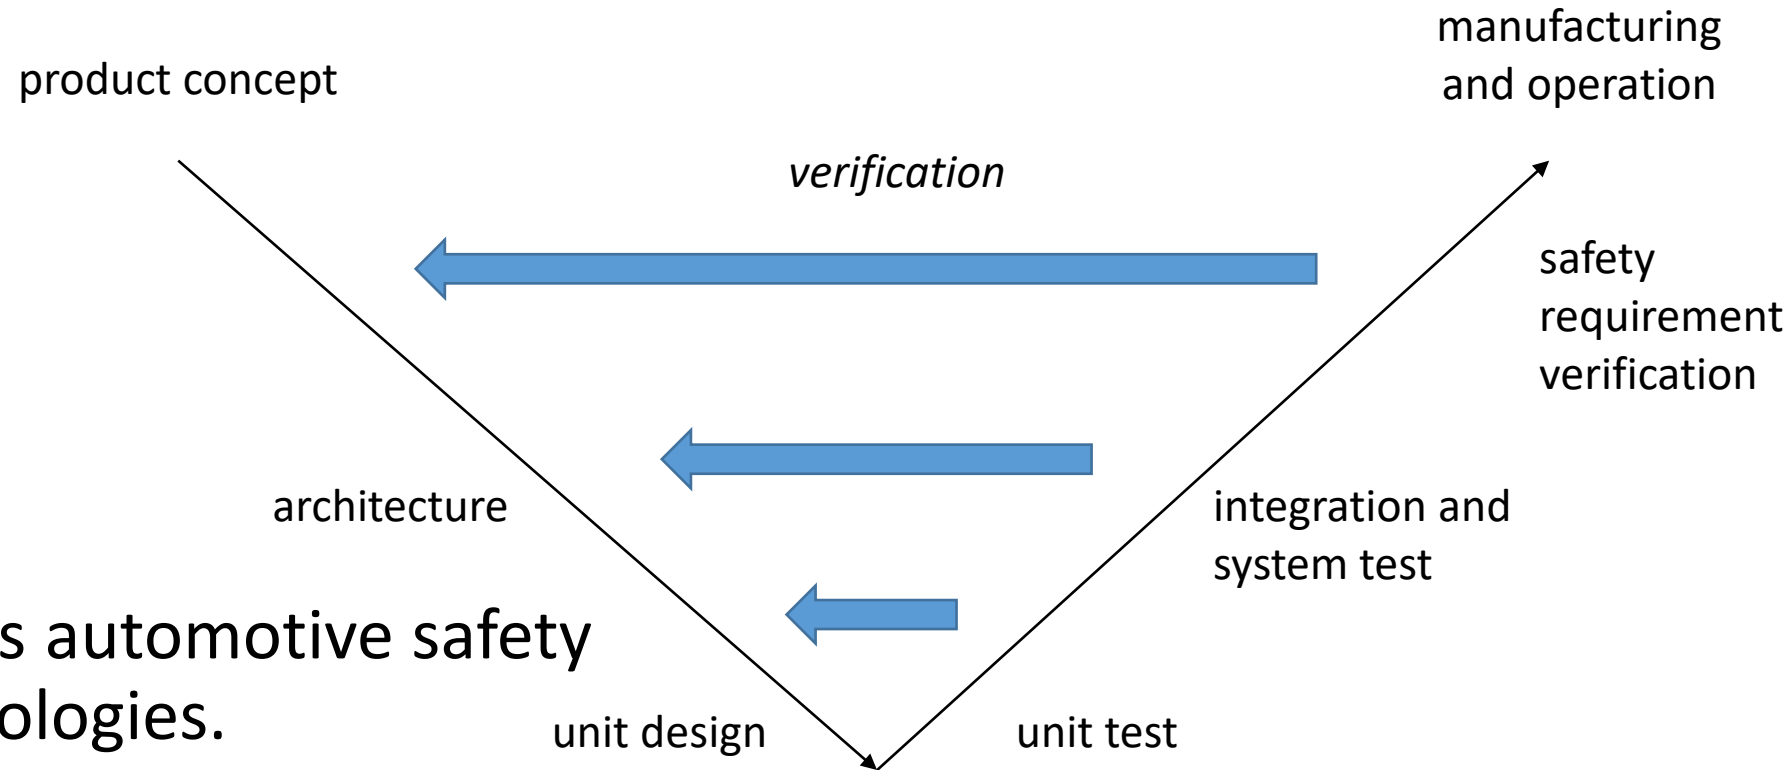 manufacturing
and operation
product concept
verification
safety
requirement
verification
architecture
integration and
system test
s automotive safety
ologies.
unit design
unit test